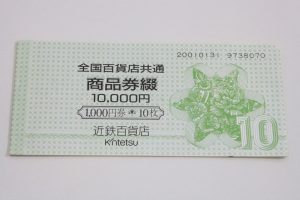 20010131 9738070
全国百貨店共通
商品券綴
10,000円
1,000円券 10枚
近鉄百貨店
Kintetsu
10